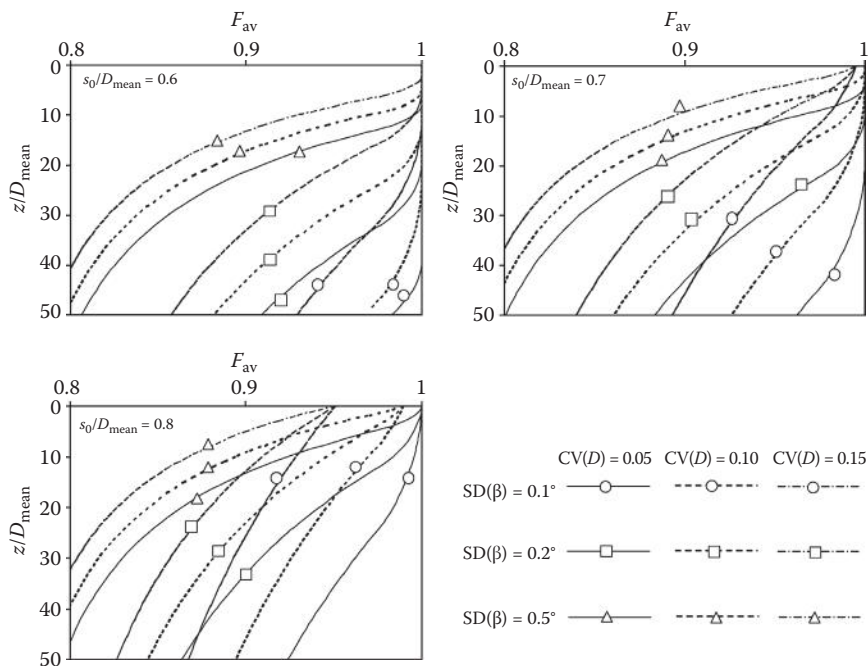 F_av
0.8 0.9 1
s_0/D_mean = 0.6
0
10
20
30
40
50
z/D_mean
F_av
0.8 0.9 1
s_0/D_mean = 0.7
0
10
20
30
40
50
z/D_mean
F_av
0.8 0.9 1
s_0/D_mean = 0.8
0
10
20
30
40
50
z/D_mean
CV(D) = 0.05 CV(D) = 0.10 CV(D) = 0.15
SD(β) = 0.1°
SD(β) = 0.2°
SD(β) = 0.5°